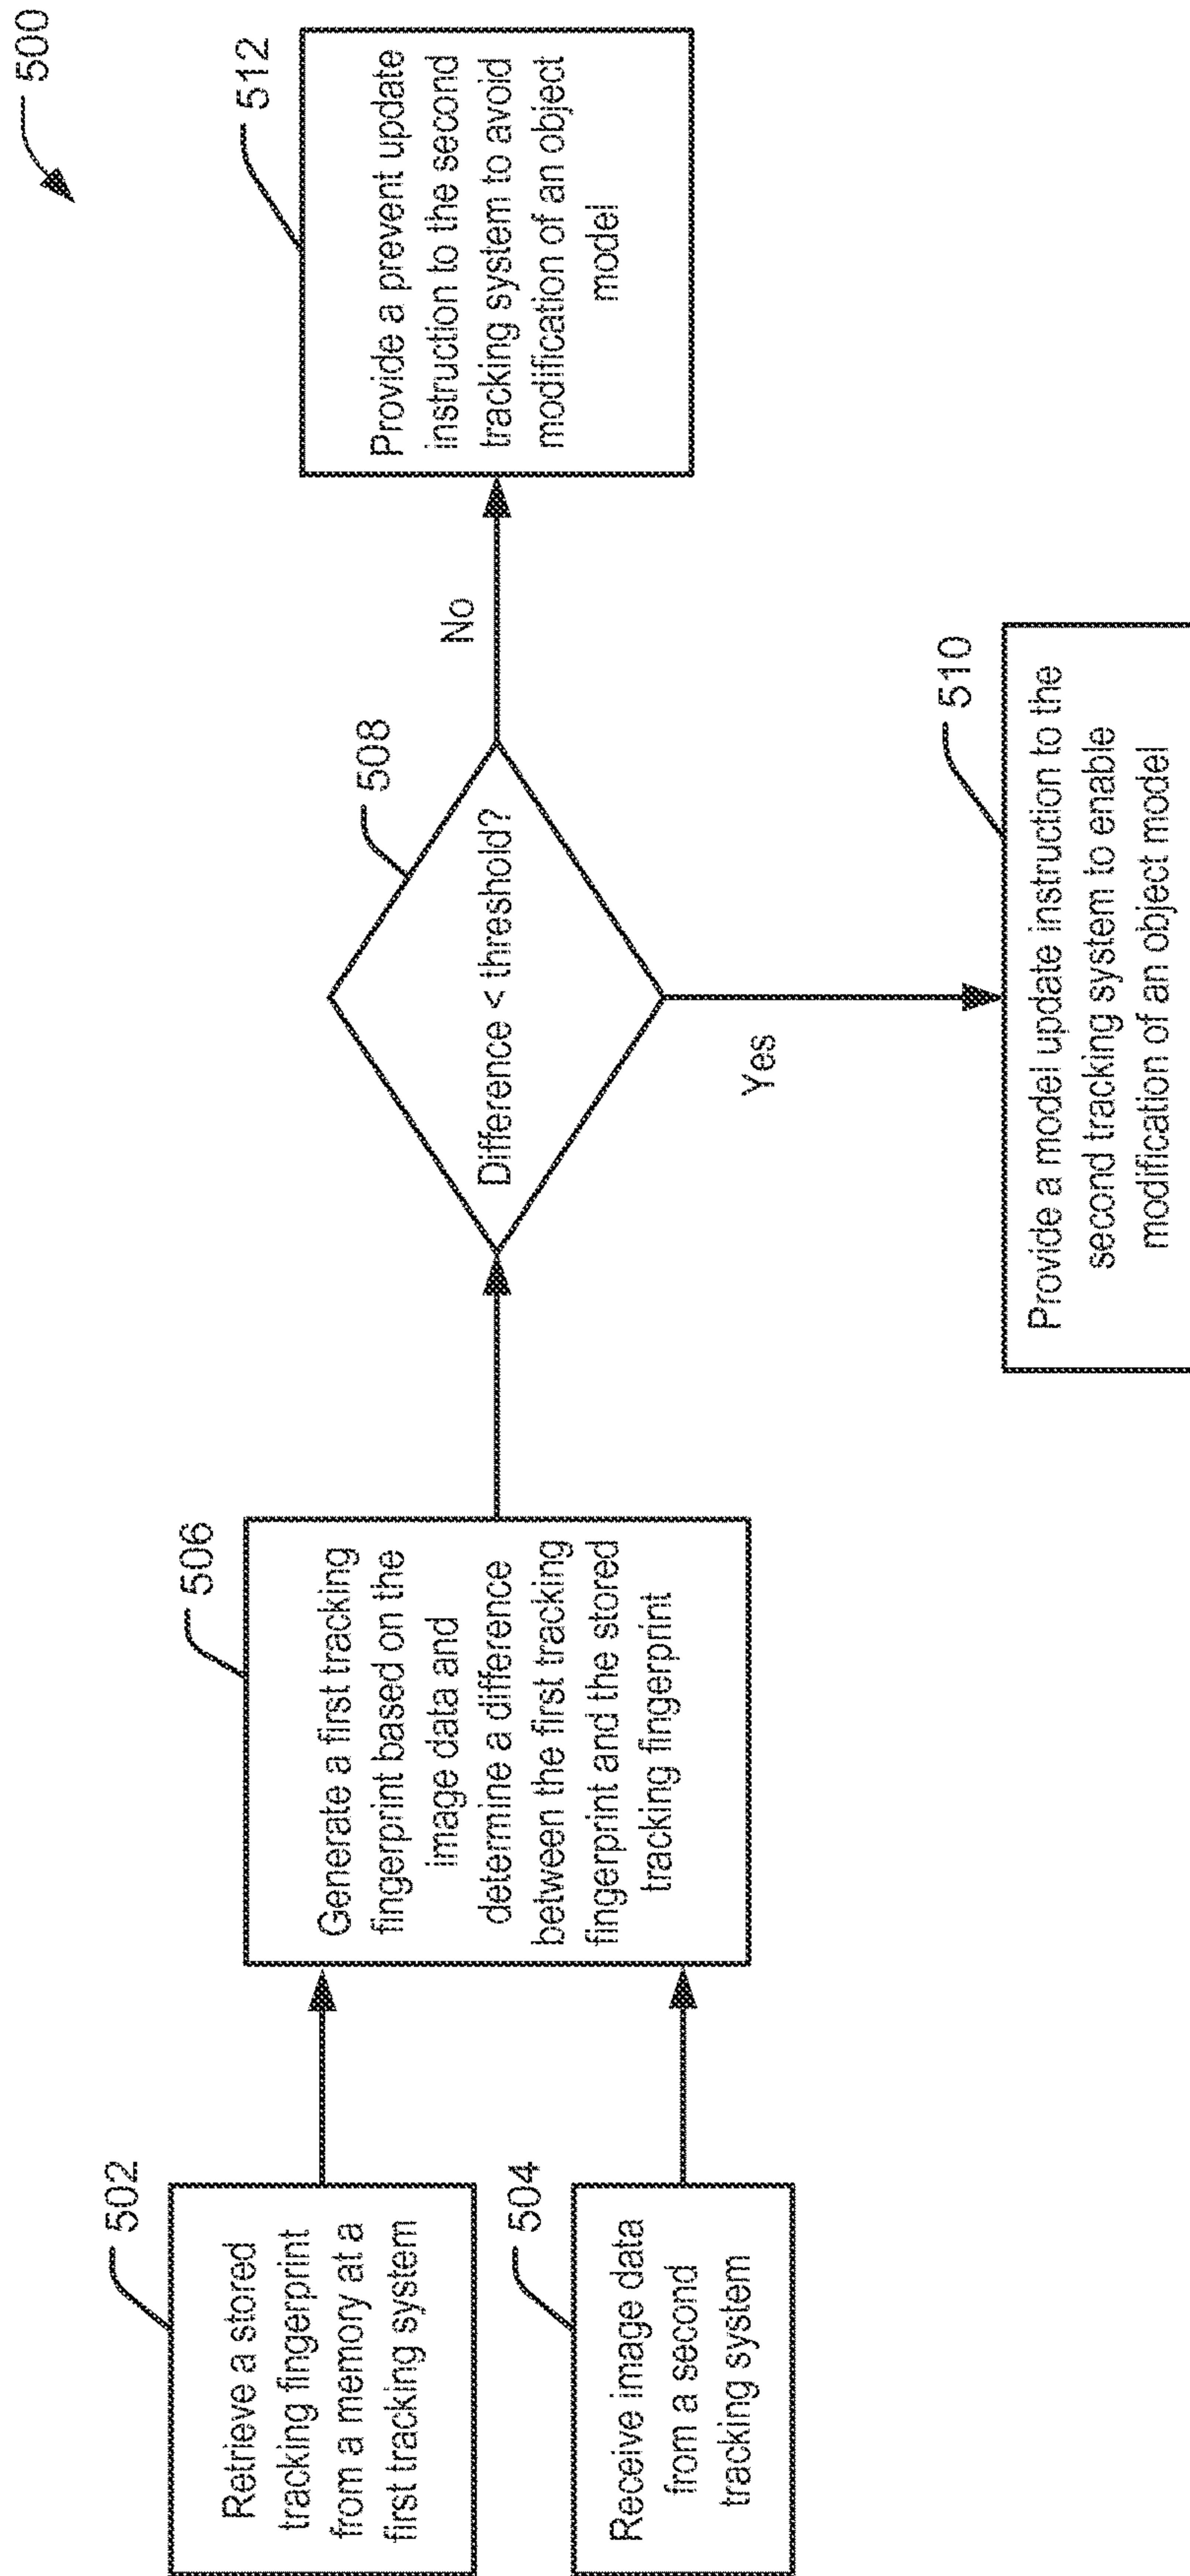 500
502
Retrieve a stored
tracking fingerprint
from a memory at a
first tracking system
504
Receive image data
from a second
tracking system
506
Generate a first tracking
fingerprint based on the
image data and
determine a difference
between the first tracking
fingerprint and the stored
tracking fingerprint
508
Difference < threshold?
No
512
Provide a prevent update
instruction to the second
tracking system to avoid
modification of an object
model
Yes
510
Provide a model update instruction to the
second tracking system to enable
modification of an object model